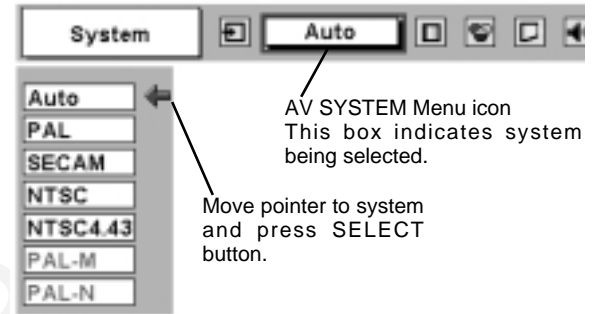 System
Auto
Auto
PAL
SECAM
NTSC
NTSC4.43
PAL-M
PAL-N
AV SYSTEM Menu icon
This box indicates system
being selected.
Move pointer to system
and press SELECT
button.